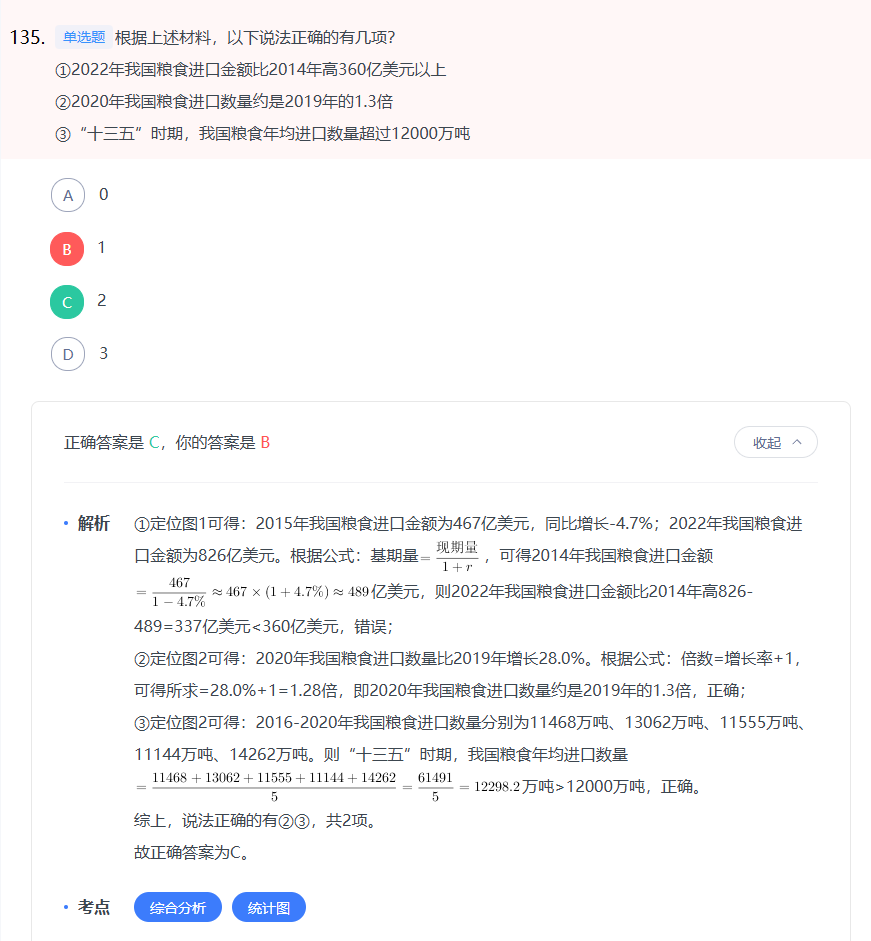 135. 单选题 根据上述材料，以下说法正确的有几项？
①2022年我国粮食进口金额比2014年高360亿美元以上
②2020年我国粮食进口数量约是2019年的1.3倍
③“十三五”时期，我国粮食年均进口数量超过12000万吨
A 0
B 1
C 2
D 3
正确答案是 C，你的答案是 B
收起
解析
①定位图1可得：2015年我国粮食进口金额为467亿美元，同比增长-4.7%；2022年我国粮食进
口金额为826亿美元。根据公式：基期量=现期量/(1+r)，可得2014年我国粮食进口金额
=467/(1−4.7%)≈467×(1+4.7%)≈489亿美元，则2022年我国粮食进口金额比2014年高826-
489=337亿美元<360亿美元，错误；
②定位图2可得：2020年我国粮食进口数量比2019年增长28.0%。根据公式：倍数=增长率+1，
可得所求=28.0%+1=1.28倍，即2020年我国粮食进口数量约是2019年的1.3倍，正确；
③定位图2可得：2016-2020年我国粮食进口数量分别为11468万吨、13062万吨、11555万吨、
11144万吨、14262万吨。则“十三五”时期，我国粮食年均进口数量
=(11468+13062+11555+11144+14262)/5=61491/5=12298.2万吨>12000万吨，正确。
综上，说法正确的有②③，共2项。
故正确答案为C。
考点
综合分析 统计图